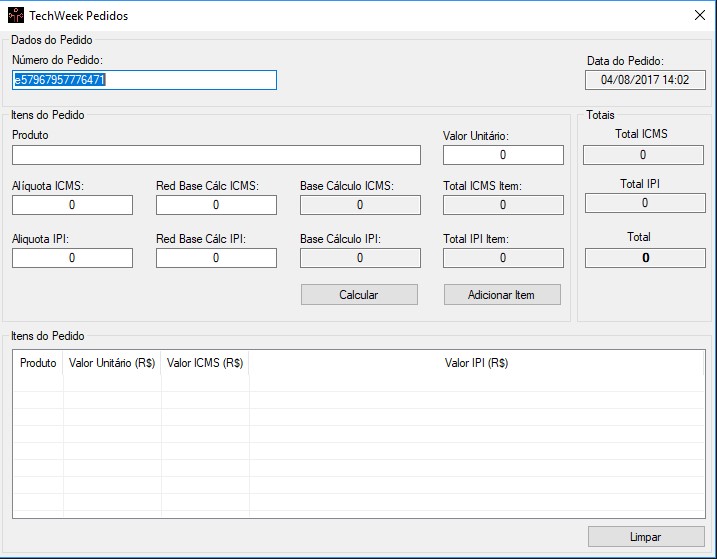 TechWeek Pedidos
Dados do Pedido
Número do Pedido:
Data do Pedido:
e57967957776471
04/08/2017 14:02
Itens do Pedido
Produto
Valor Unitário:
0
Alíquota ICMS:
Red Base Cálc ICMS:
Base Cálculo ICMS:
Total ICMS Item:
0
0
0
0
Aliquota IPI:
Red Base Cálc IPI:
Base Cálculo IPI:
Total IPI Item:
0
0
0
0
Calcular
Adicionar Item
Totais
Total ICMS
0
Total IPI
0
Total
0
Itens do Pedido
Produto Valor Unitário (R$) Valor ICMS (R$) Valor IPI (R$)
Limpar